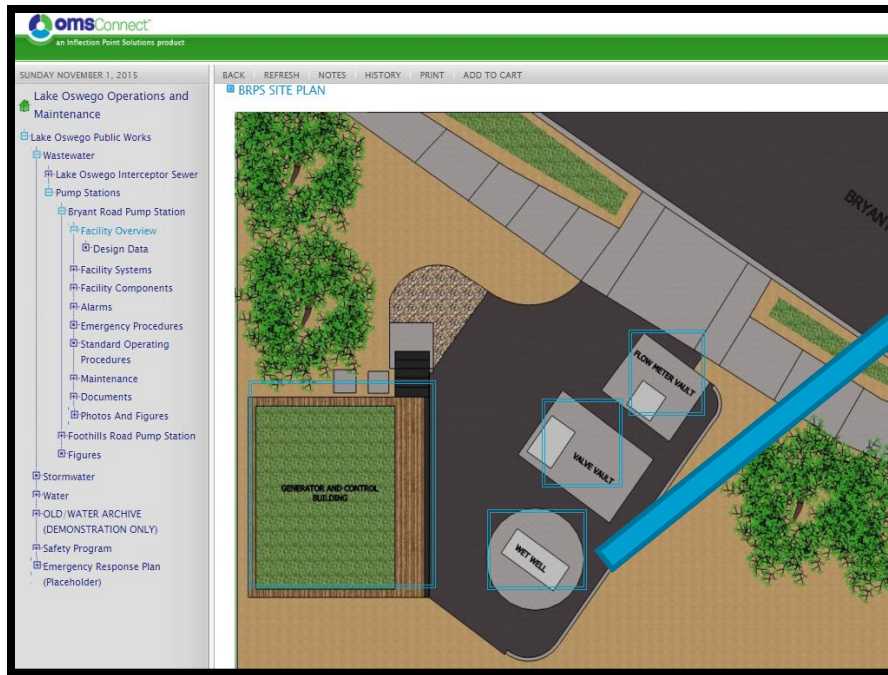 omsConnect™
an Inflection Point Solutions product
SUNDAY NOVEMBER 1, 2015
BACK REFRESH NOTES HISTORY PRINT ADD TO CART
Lake Oswego Operations and
Maintenance
Lake Oswego Public Works
Wastewater
Lake Oswego Interceptor Sewer
Pump Stations
Bryant Road Pump Station
Facility Overview
Design Data
Facility Systems
Facility Components
Alarms
Emergency Procedures
Standard Operating
Procedures
Maintenance
Documents
Photos And Figures
Foothills Road Pump Station
Figures
Stormwater
Water
OLD/WATER ARCHIVE
(DEMONSTRATION ONLY)
Safety Program
Emergency Response Plan
(Placeholder)
BRPS SITE PLAN
BRYANT
FLOW METER VAULT
VALVE VAULT
GENERATOR AND CONTROL
BUILDING
WET WELL